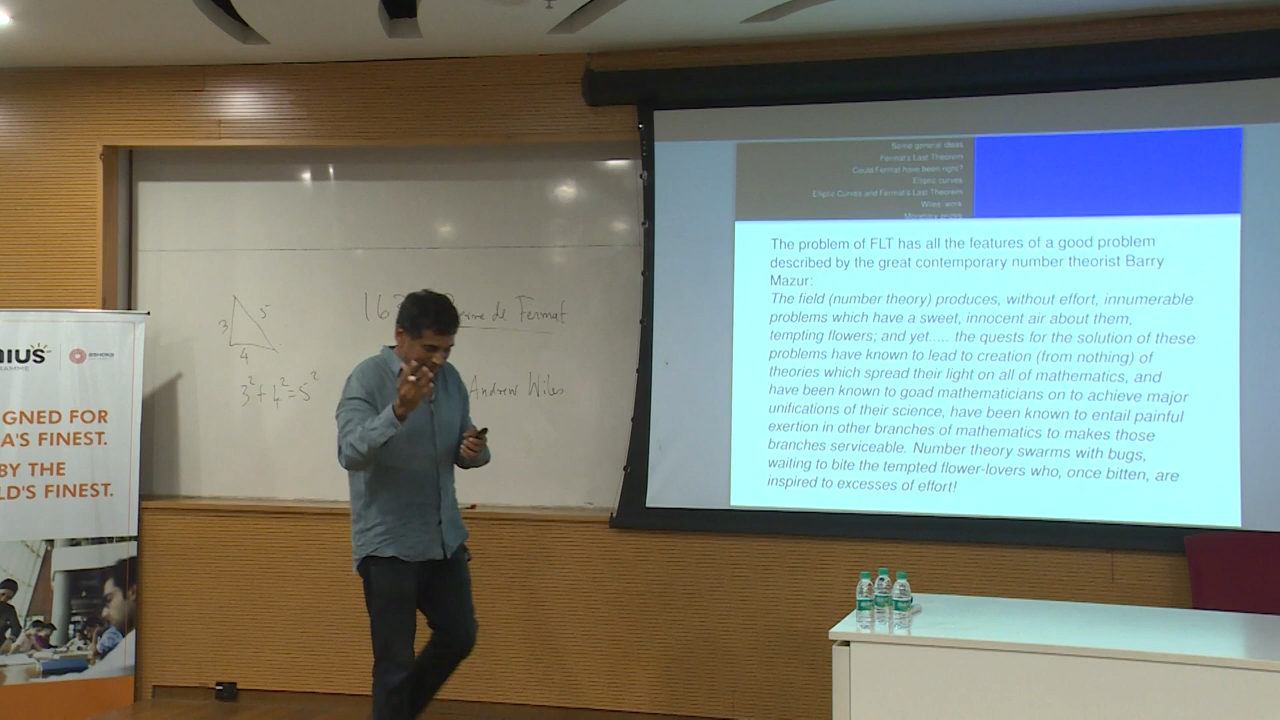 NIUS
RAMME
ASHOKA
GNED FOR
A'S FINEST.
BY THE
LD'S FINEST.
3
5
4
3²+4²=5²
163
de Fermat
Andrew Wiles
Some general ideas
Fermat's Last Theorem
Could Fermat have been right?
Elliptic curves
Elliptic Curves and Fermat's Last Theorem
Wiles' work
Monetary prizes
The problem of FLT has all the features of a good problem
described by the great contemporary number theorist Barry
Mazur:
The field (number theory) produces, without effort, innumerable
problems which have a sweet, innocent air about them,
tempting flowers; and yet..... the quests for the solution of these
problems have known to lead to creation (from nothing) of
theories which spread their light on all of mathematics, and
have been known to goad mathematicians on to achieve major
unifications of their science, have been known to entail painful
exertion in other branches of mathematics to makes those
branches serviceable. Number theory swarms with bugs,
waiting to bite the tempted flower-lovers who, once bitten, are
inspired to excesses of effort!